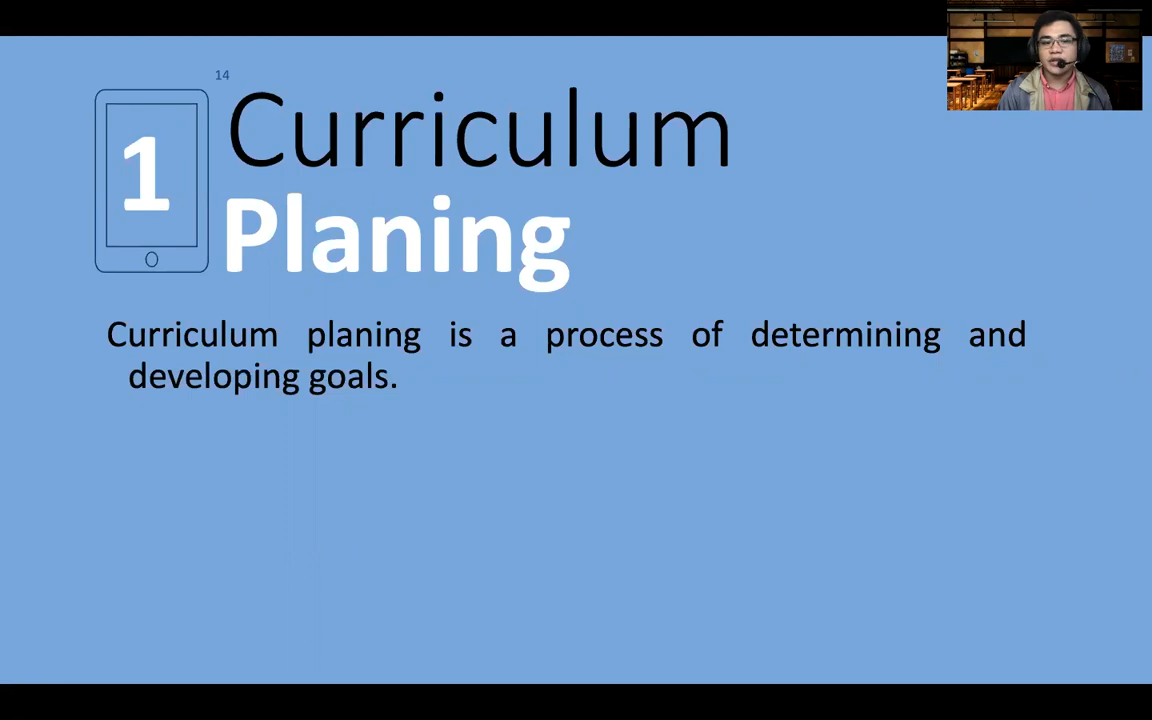 14
1
Curriculum
Planing
Curriculum planing is a process of determining and
developing goals.